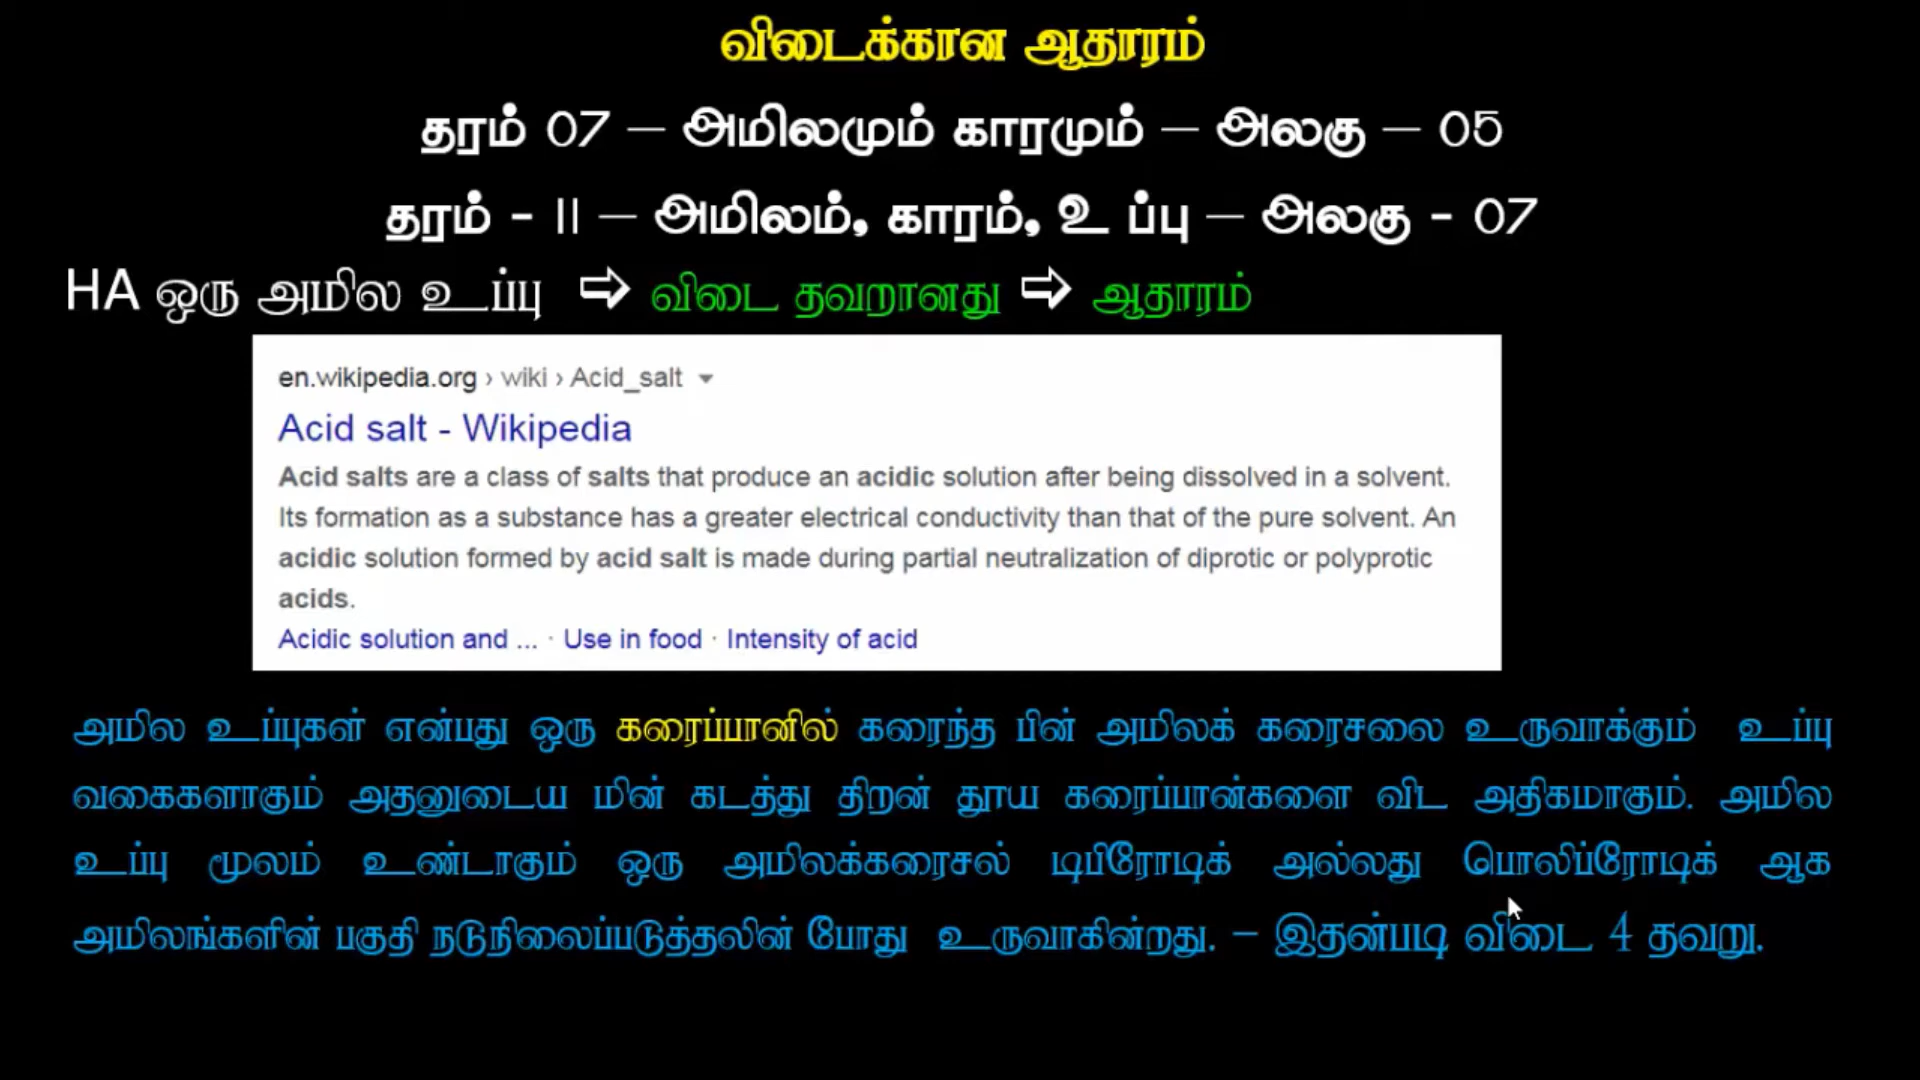 விடைக்கான ஆதாரம்
தரம் 07 – அமிலமும் காரமும் – அலகு – 05
தரம் - 11 – அமிலம், காரம், உ ப்பு – அலகு - 07
HA ஒரு அமில உப்பு ⇨ விடை தவறானது ⇨ ஆதாரம்
en.wikipedia.org › wiki › Acid_salt
Acid salt - Wikipedia
Acid salts are a class of salts that produce an acidic solution after being dissolved in a solvent.
Its formation as a substance has a greater electrical conductivity than that of the pure solvent. An
acidic solution formed by acid salt is made during partial neutralization of diprotic or polyprotic
acids.
Acidic solution and ... · Use in food · Intensity of acid
அமில உப்புகள் என்பது ஒரு கரைப்பானில் கரைந்த பின் அமிலக் கரைசலை உருவாக்கும் உப்பு
வகைகளாகும் அதனுடைய மின் கடத்து திறன் தூய கரைப்பான்களை விட அதிகமாகும். அமில
உப்பு மூலம் உண்டாகும் ஒரு அமிலக்கரைசல் டிபிரோடிக் அல்லது பொலிப்ரோடிக் ஆக
அமிலங்களின் பகுதி நடுநிலைப்படுத்தலின் போது உருவாகின்றது. – இதன்படி விடை 4 தவறு.